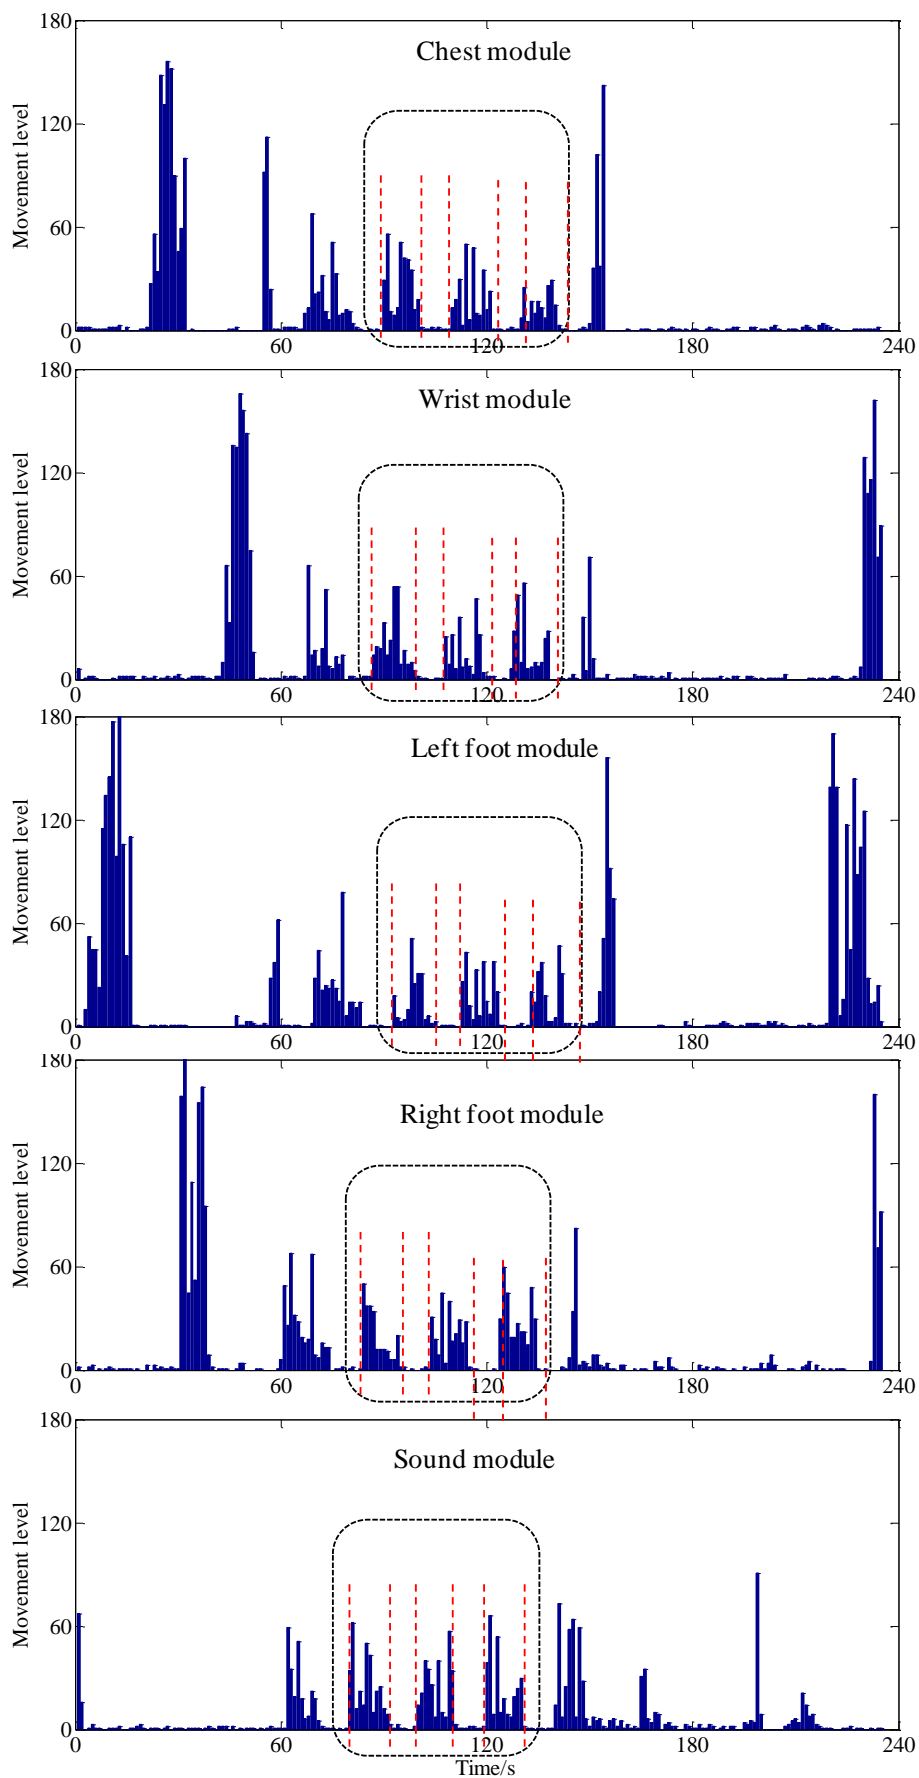 180
Chest module
120
Movement level
60
0
0 60 120 180 240
180
Wrist module
120
Movement level
60
0
0 60 120 180 240
180
Left foot module
120
Movement level
60
0
0 60 120 180 240
180
Right foot module
120
Movement level
60
0
0 60 120 180 240
180
Sound module
120
Movement level
60
0
0 60 120 180 240
Time/s